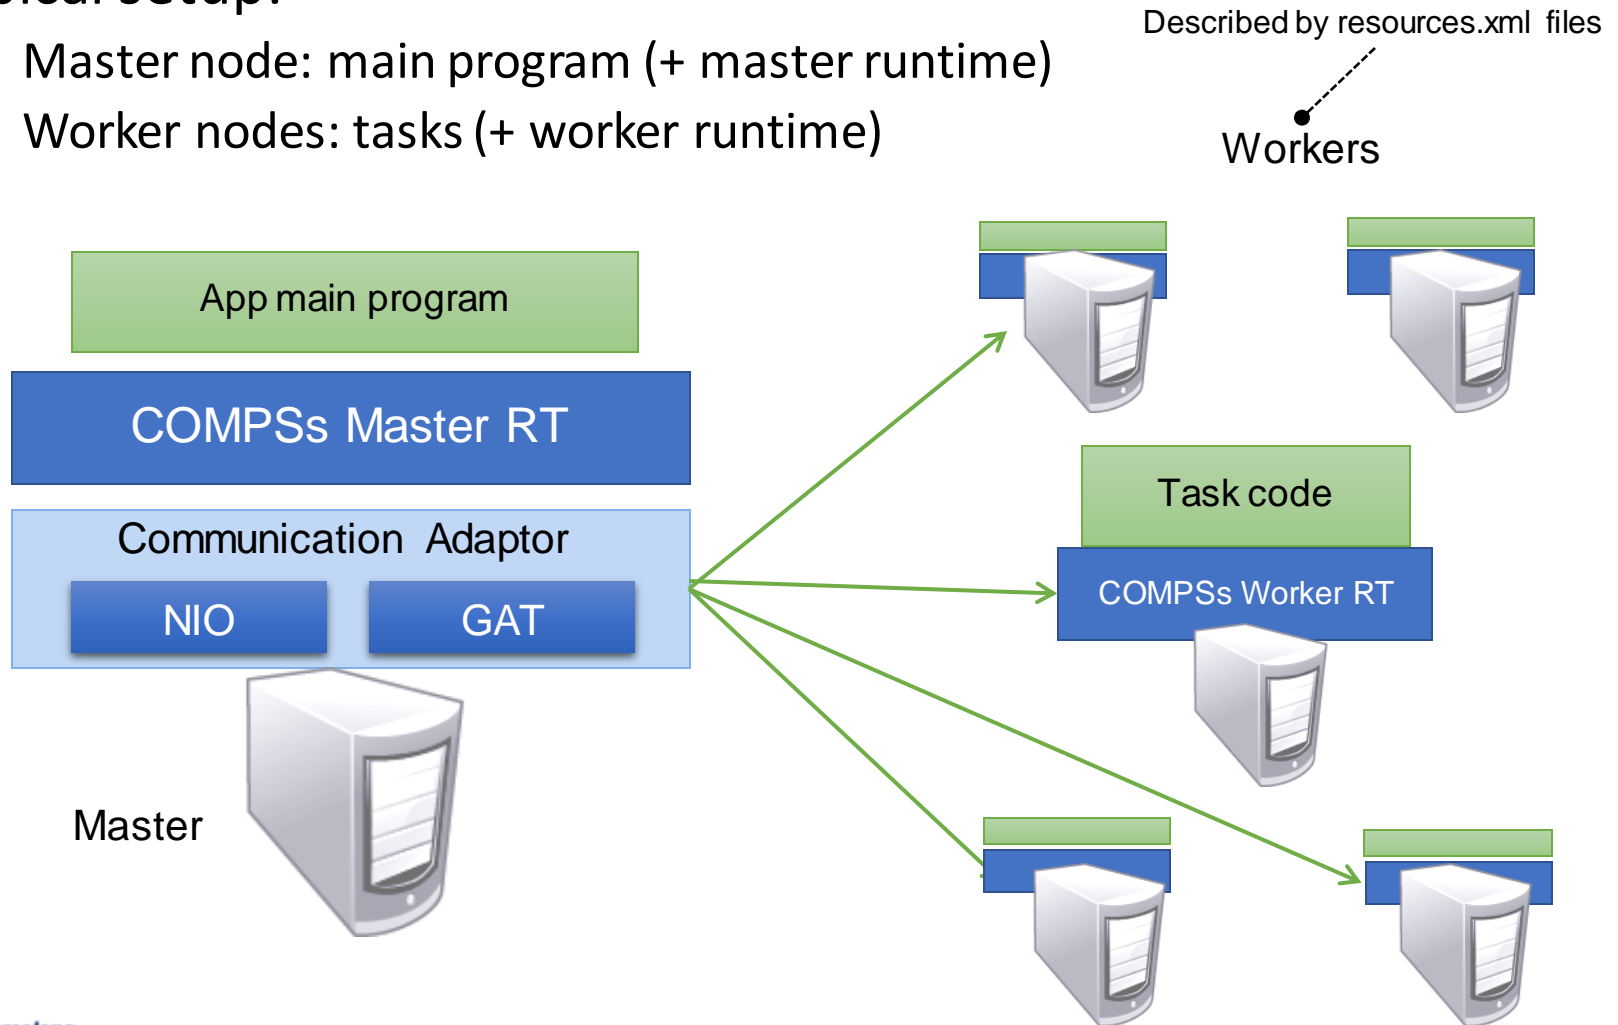 setup:
Master node: main program (+ master runtime)
Worker nodes: tasks (+ worker runtime)
Described by resources.xml files
Workers
App main program
COMPSs Master RT
Communication Adaptor
NIO
GAT
Master
Task code
COMPSs Worker RT